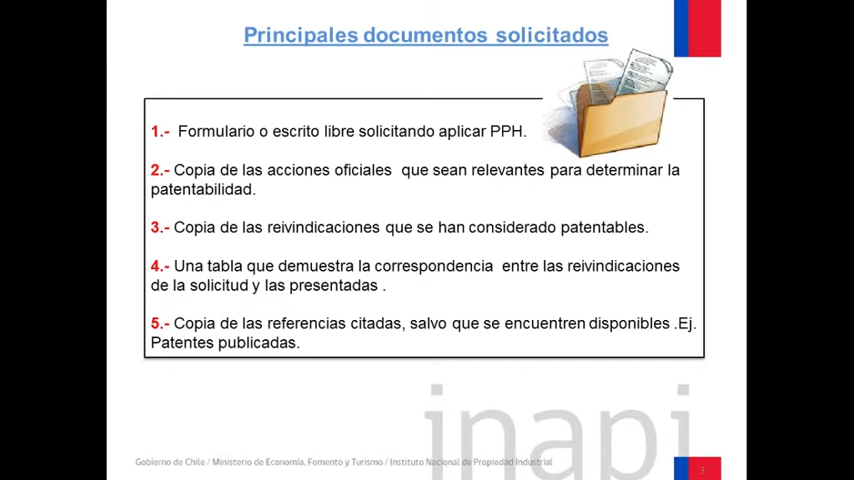 Principales documentos solicitados
1.- Formulario o escrito libre solicitando aplicar PPH.
2.- Copia de las acciones oficiales que sean relevantes para determinar la
patentabilidad.
3.- Copia de las reivindicaciones que se han considerado patentables.
4.- Una tabla que demuestra la correspondencia entre las reivindicaciones
de la solicitud y las presentadas .
5.- Copia de las referencias citadas, salvo que se encuentren disponibles .Ej.
Patentes publicadas.
inapi
Gobierno de Chile / Ministerio de Economía, Fomento y Turismo / Instituto Nacional de Propiedad Industrial
3